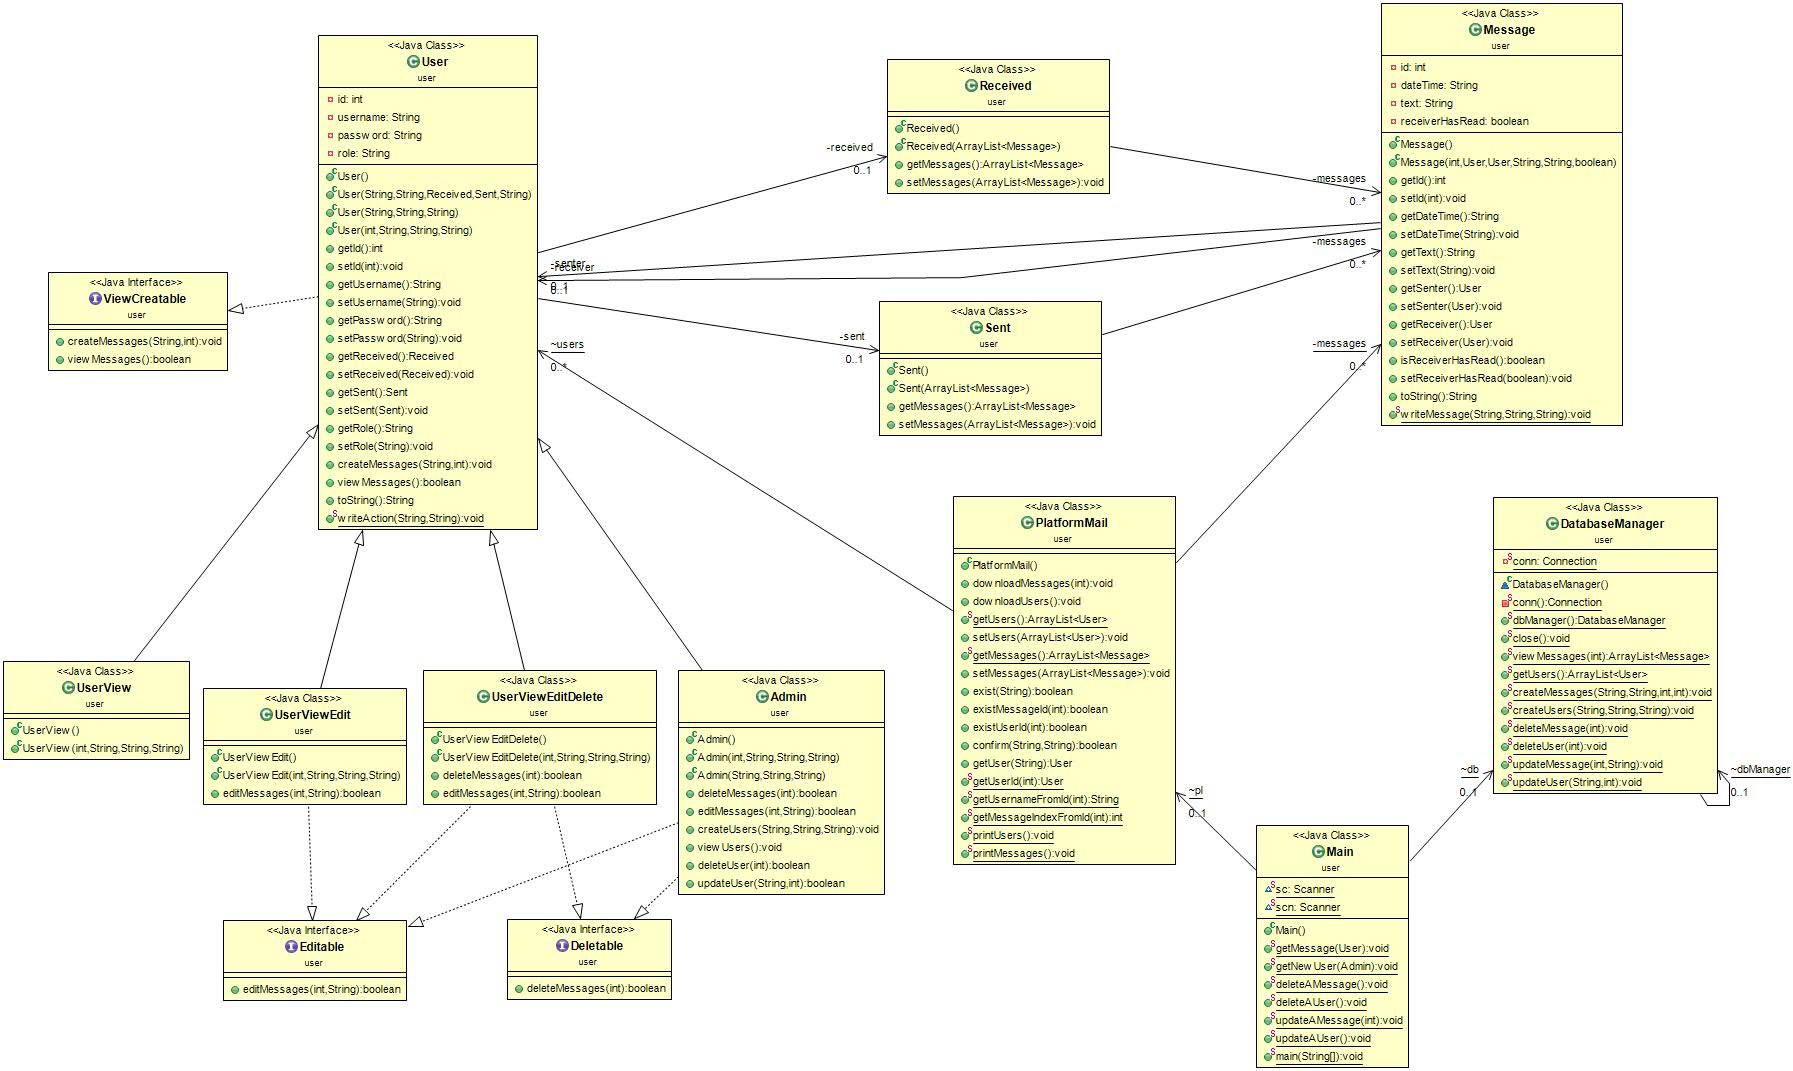 <<Java Class>>
User
user
id: int
username: String
password: String
role: String
User()
User(String,String,Received,Sent,String)
User(String,String,String)
User(int,String,String,String)
getId():int
setId(int):void
getUsername():String
setUsername(String):void
getPassword():String
setPassword(String):void
getReceived():Received
setReceived(Received):void
getSent():Sent
setSent(Sent):void
getRole():String
setRole(String):void
createMessages(String,int):void
viewMessages():boolean
toString():String
writeAction(String,String):void
<<Java Class>>
Received
user
Received()
Received(ArrayList<Message>)
getMessages():ArrayList<Message>
setMessages(ArrayList<Message>):void
<<Java Class>>
Message
user
id: int
dateTime: String
text: String
receiverHasRead: boolean
Message()
Message(int,User,User,String,String,boolean)
getId():int
setId(int):void
getDateTime():String
setDateTime(String):void
getText():String
setText(String):void
getSenter():User
setSenter(User):void
getReceiver():User
setReceiver(User):void
isReceiverHasRead():boolean
setReceiverHasRead(boolean):void
toString():String
writeMessage(String,String,String):void
-received
0..1
-messages
0..*
-messages
0..*
-senter
-receiver
0..1
0..1
-sent
0..1
~users
0..*
-messages
0..*
<<Java Interface>>
ViewCreatable
user
createMessages(String,int):void
viewMessages():boolean
<<Java Class>>
Sent
user
Sent()
Sent(ArrayList<Message>)
getMessages():ArrayList<Message>
setMessages(ArrayList<Message>):void
<<Java Class>>
PlatformMail
user
PlatformMail()
downloadMessages(int):void
downloadUsers():void
getUsers():ArrayList<User>
setUsers(ArrayList<User>):void
getMessages():ArrayList<Message>
setMessages(ArrayList<Message>):void
exist(String):boolean
existMessageId(int):boolean
existUserId(int):boolean
confirm(String,String):boolean
getUser(String):User
getUserId(int):User
getUsernameFromId(int):String
getMessageIndexFromId(int):int
printUsers():void
printMessages():void
<<Java Class>>
DatabaseManager
user
conn: Connection
DatabaseManager()
conn():Connection
dbManager():DatabaseManager
close():void
viewMessages(int):ArrayList<Message>
getUsers():ArrayList<User>
createMessages(String,String,int,int):void
createUsers(String,String,String):void
deleteMessage(int):void
deleteUser(int):void
updateMessage(int,String):void
updateUser(String,int):void
~db
0..1
~dbManager
0..1
~pl
0..1
<<Java Class>>
UserView
user
UserView()
UserView(int,String,String,String)
<<Java Class>>
UserViewEdit
user
UserViewEdit()
UserViewEdit(int,String,String,String)
editMessages(int,String):boolean
<<Java Class>>
UserViewEditDelete
user
UserViewEditDelete()
UserViewEditDelete(int,String,String,String)
deleteMessages(int):boolean
editMessages(int,String):boolean
<<Java Class>>
Admin
user
Admin()
Admin(int,String,String,String)
Admin(String,String,String)
deleteMessages(int):boolean
editMessages(int,String):boolean
createUsers(String,String,String):void
viewUsers():void
deleteUser(int):boolean
updateUser(String,int):boolean
<<Java Class>>
Main
user
sc: Scanner
scn: Scanner
Main()
getMessage(User):void
getNewUser(Admin):void
deleteAMessage():void
deleteAUser():void
updateAMessage(int):void
updateAUser():void
main(String[]):void
<<Java Interface>>
Editable
user
editMessages(int,String):boolean
<<Java Interface>>
Deletable
user
deleteMessages(int):boolean